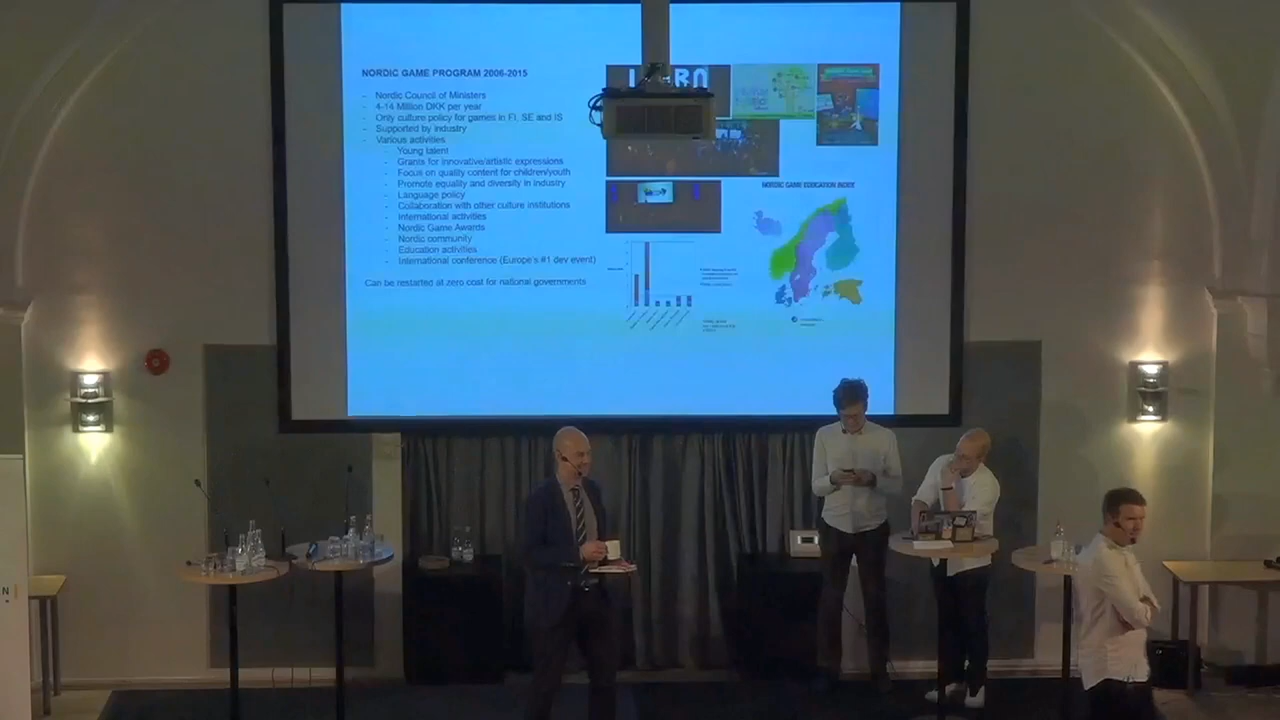 NORDIC GAME PROGRAM 2006-2015
- Nordic Council of Ministers
- 4-14 Million DKK per year
- Only culture policy for games in FI, SE and IS
- Supported by industry
- Various activities
- Young talent
- Grants for innovative/artistic expressions
- Focus on quality content for children/youth
- Promote equality and diversity in industry
- Language policy
- Collaboration with other culture institutions
- International activities
- Nordic Game Awards
- Nordic community
- Education activities
- International conference (Europe's #1 dev event)
Can be restarted at zero cost for national governments
NORDIC GAME EDUCATION INDEX
N